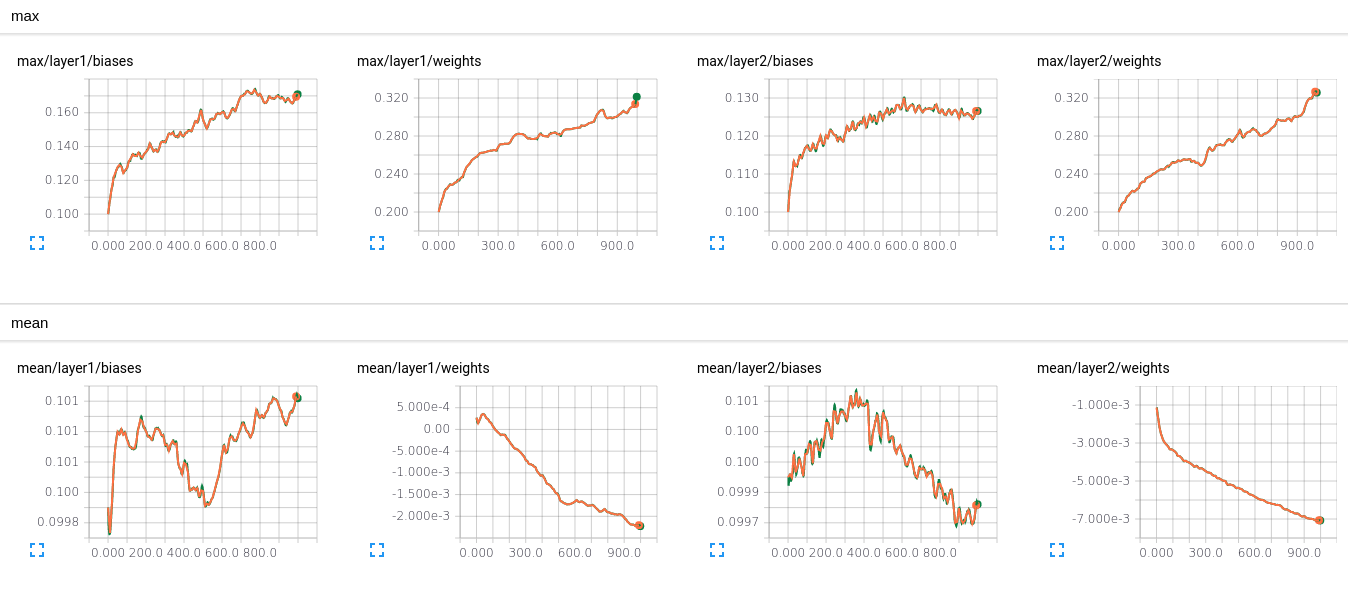 max
max/layer1/biases
max/layer1/weights
max/layer2/biases
max/layer2/weights
0.160
0.140
0.120
0.100
0.000 200.0 400.0 600.0 800.0
0.320
0.280
0.240
0.200
0.000 300.0 600.0 900.0
0.130
0.120
0.110
0.100
0.000 200.0 400.0 600.0 800.0
0.320
0.280
0.240
0.200
0.000 300.0 600.0 900.0
mean
mean/layer1/biases
mean/layer1/weights
mean/layer2/biases
mean/layer2/weights
0.101
0.101
0.101
0.100
0.0998
0.000 200.0 400.0 600.0 800.0
5.000e-4
0.00
-5.000e-4
-1.000e-3
-1.500e-3
-2.000e-3
0.000 300.0 600.0 900.0
0.101
0.100
0.100
0.0999
0.0997
0.000 200.0 400.0 600.0 800.0
-1.000e-3
-3.000e-3
-5.000e-3
-7.000e-3
0.000 300.0 600.0 900.0